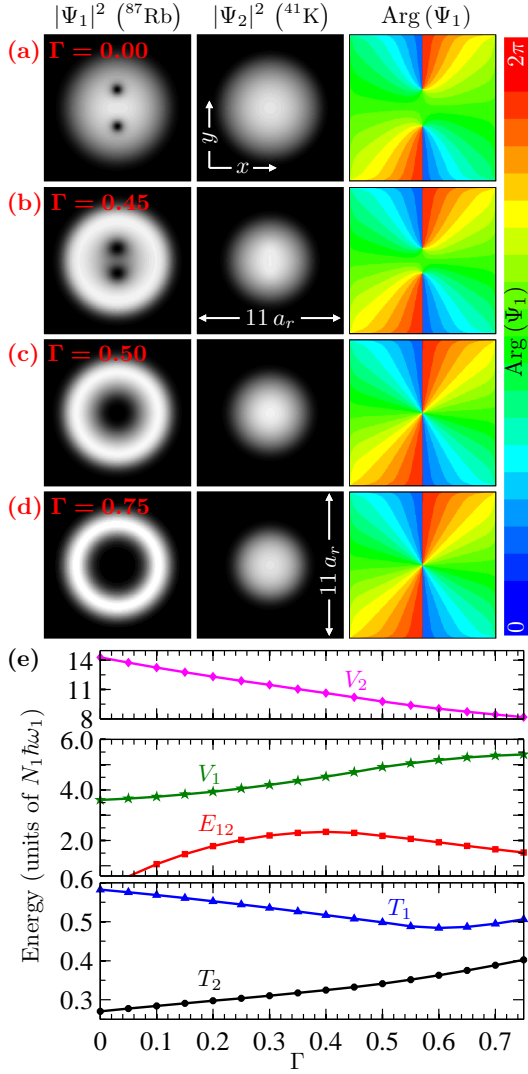 |Ψ₁|² (⁸⁷Rb) |Ψ₂|² (⁴¹K) Arg (Ψ₁)
(a) Γ = 0.00
y
x
2π
(b) Γ = 0.45
11 aᵣ
Arg (Ψ₁)
(c) Γ = 0.50
(d) Γ = 0.75
11 aᵣ
0
(e)
Energy (units of N₁ℏω₁)
14
11
8
V₂
6.0
4.0
2.0
0.6
V₁
E₁₂
0.5
0.4
0.3
T₁
T₂
0 0.1 0.2 0.3 0.4 0.5 0.6 0.7
Γ